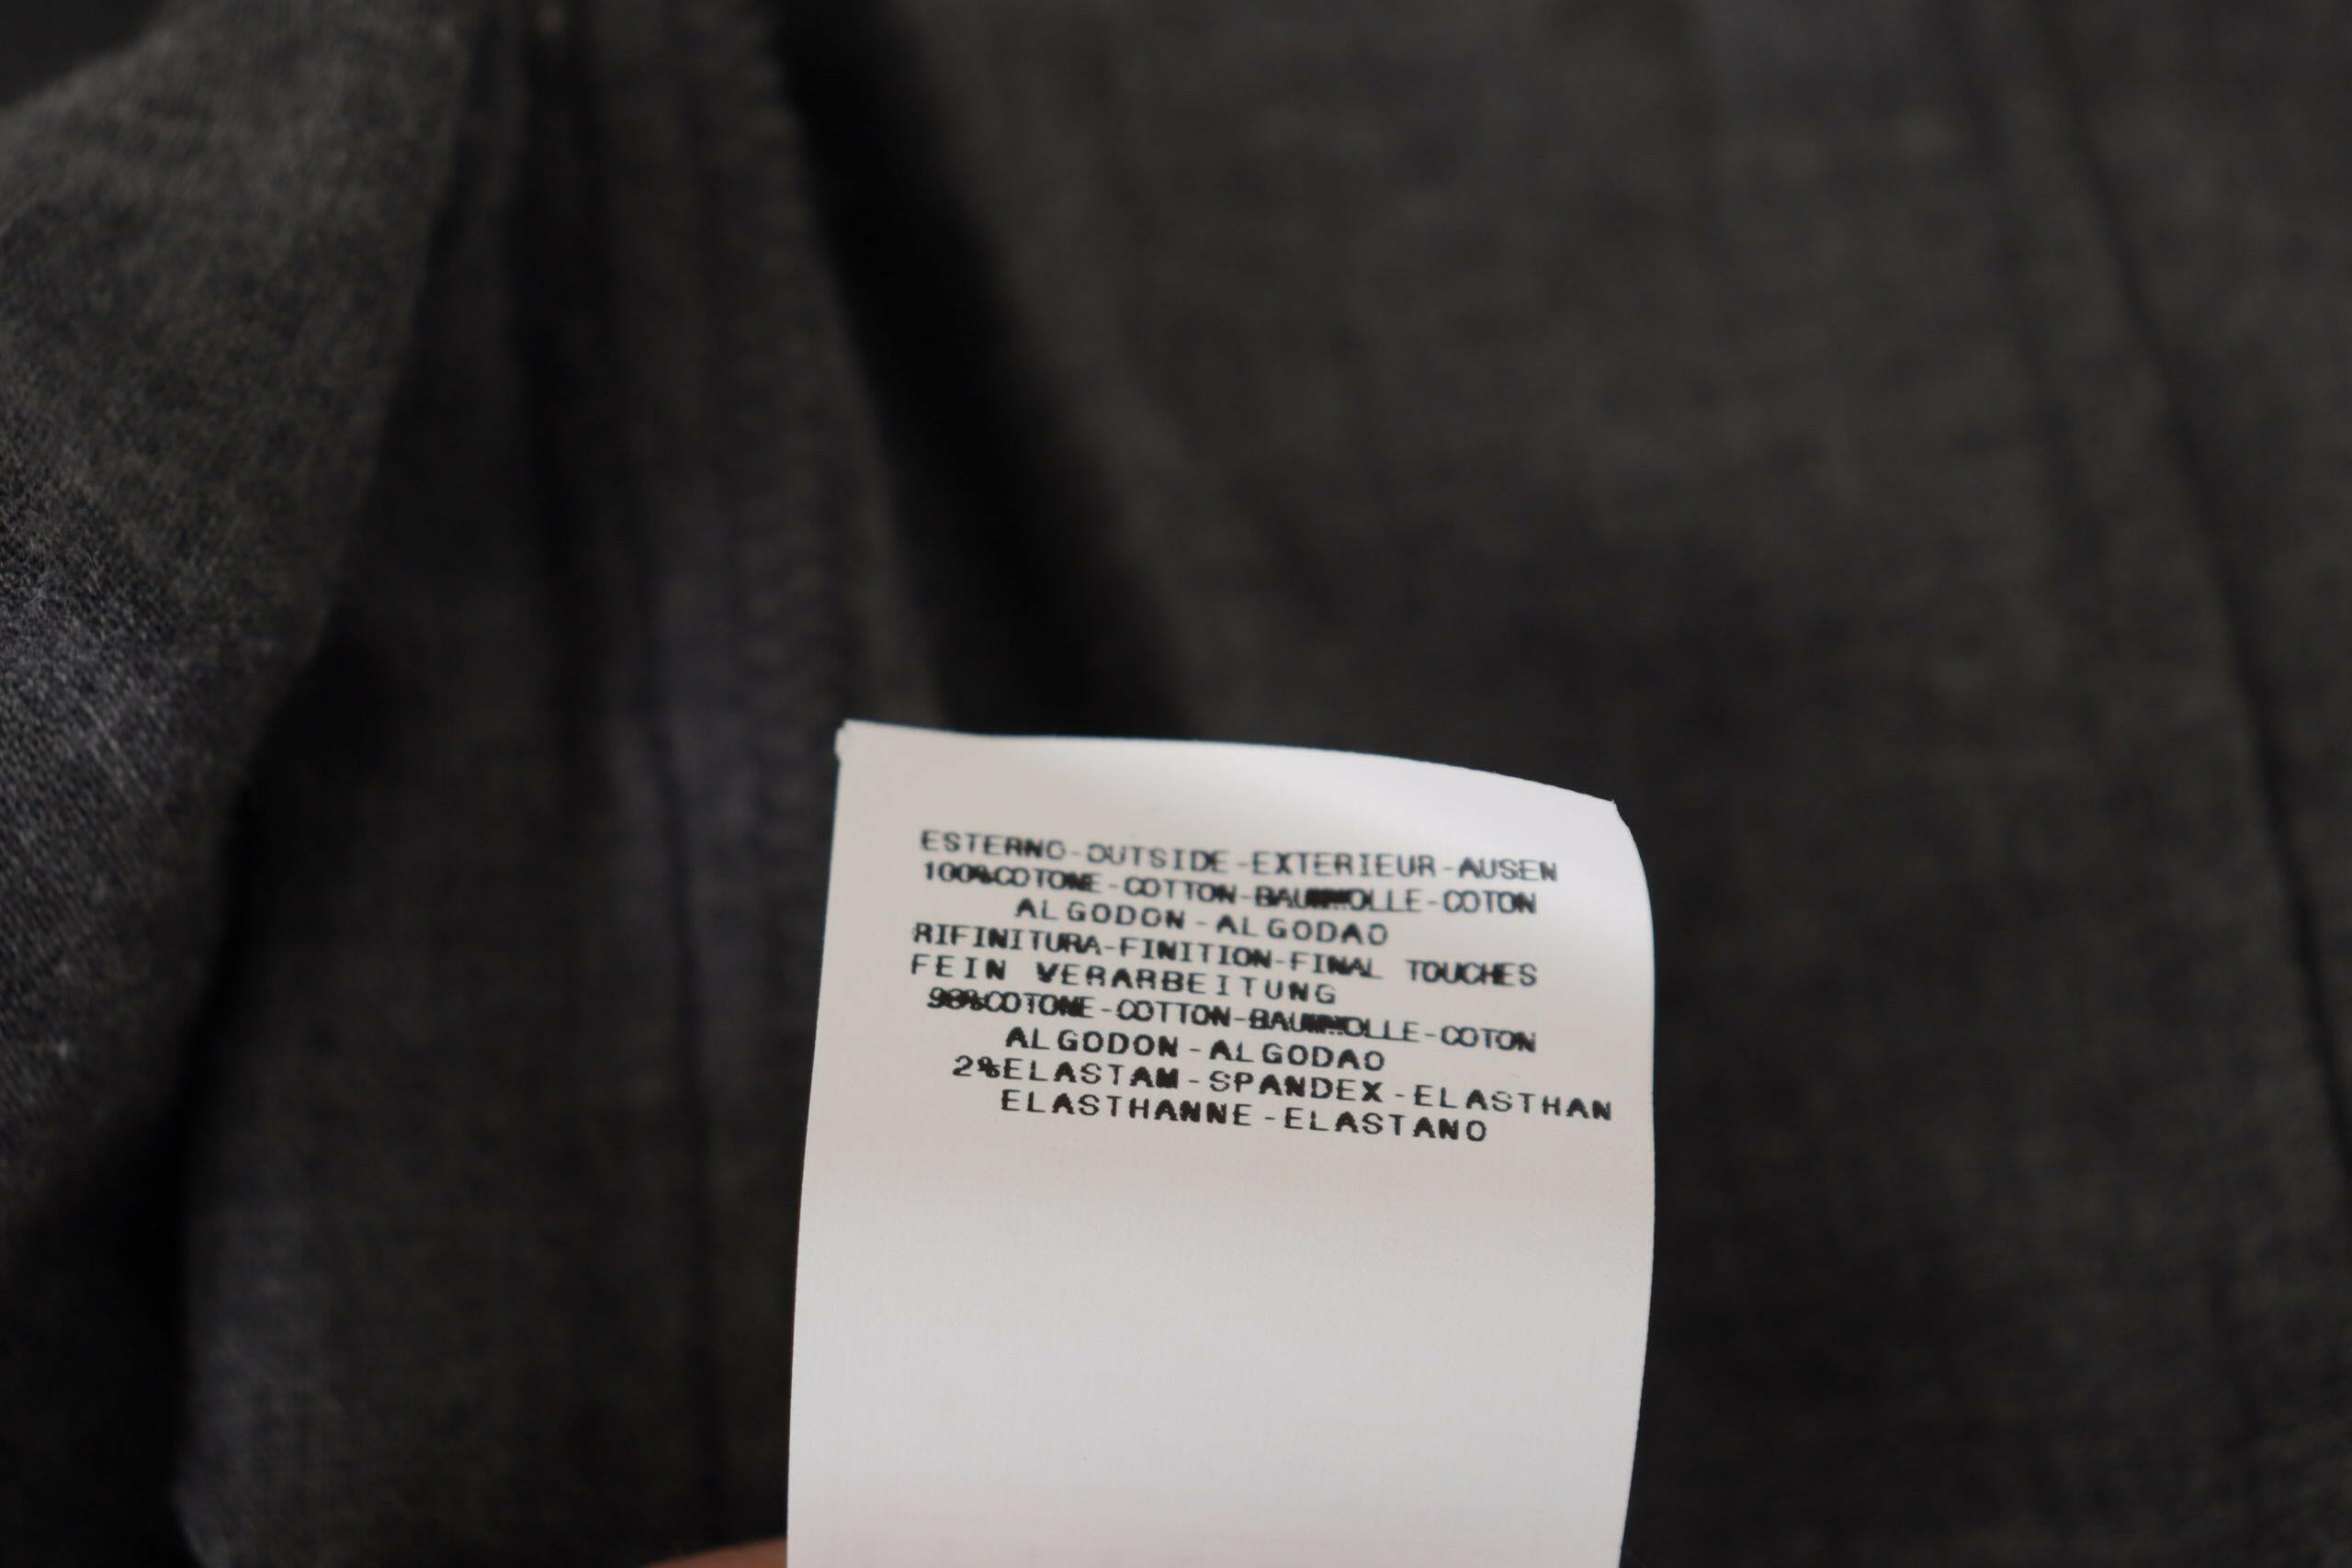 ESTERNO-OUTSIDE-EXTERIEUR-AUSEN
100%COTONE-COTTON-BAUMWOLLE-COTON
ALGODON-ALGODAO
RIFINITURA-FINITION-FINAL TOUCHES
FEIN VERARBEITUNG
98%COTONE-COTTON-BAUMWOLLE-COTON
ALGODON-ALGODAO
2%ELASTAM-SPANDEX-ELASTHAN
ELASTHANNE-ELASTANO